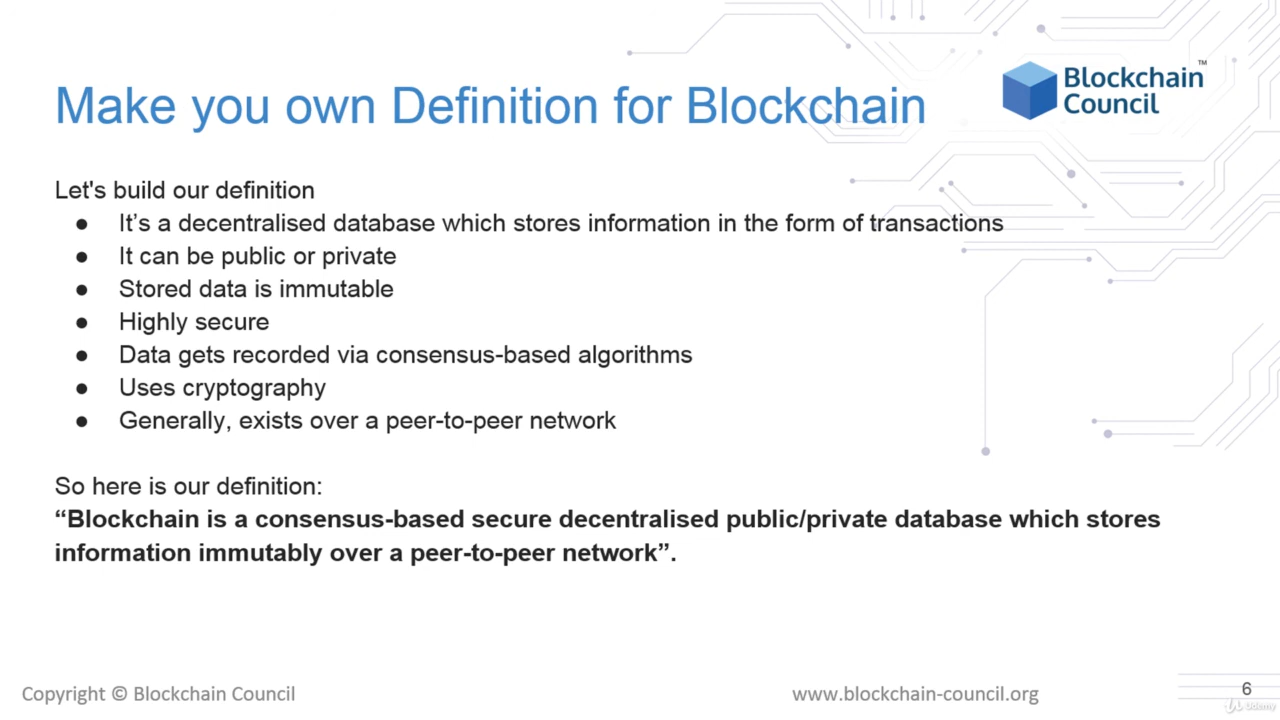 Make you own Definition for Blockchain
Blockchain
Council
™
Let's build our definition
● It’s a decentralised database which stores information in the form of transactions
● It can be public or private
● Stored data is immutable
● Highly secure
● Data gets recorded via consensus-based algorithms
● Uses cryptography
● Generally, exists over a peer-to-peer network
So here is our definition:
“Blockchain is a consensus-based secure decentralised public/private database which stores
information immutably over a peer-to-peer network”.
Copyright © Blockchain Council
www.blockchain-council.org
6
Udemy